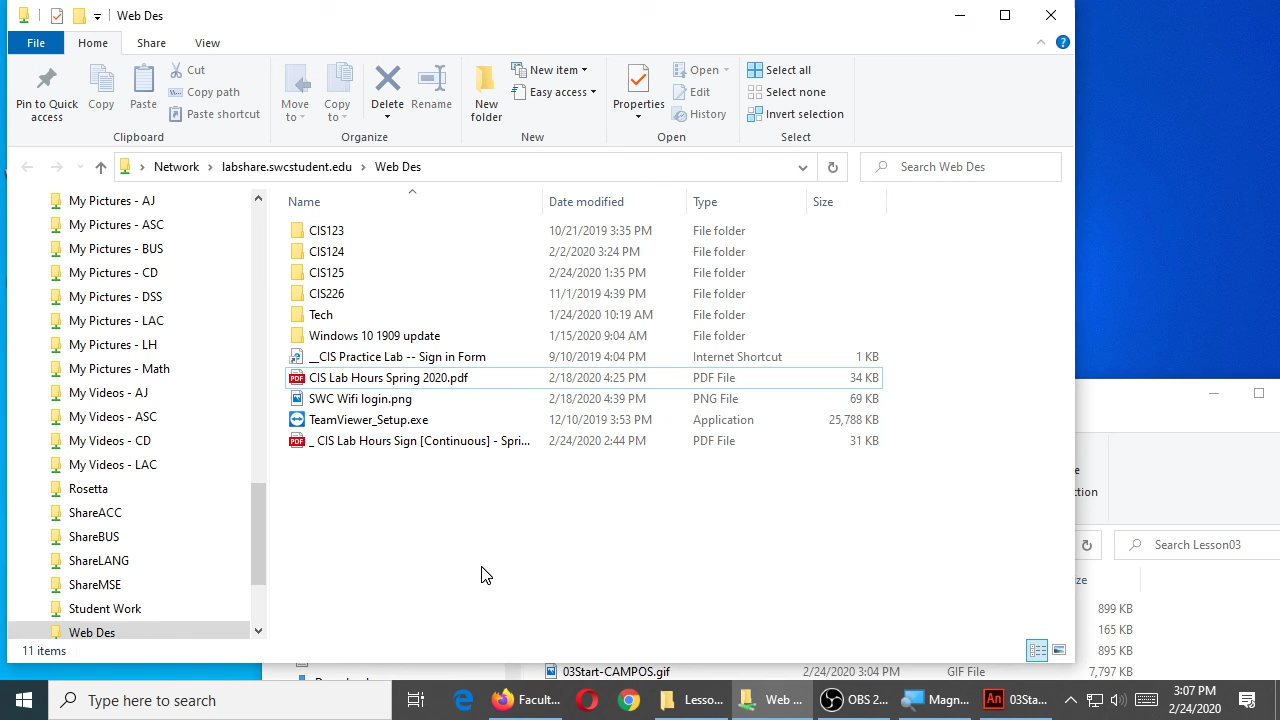 Web Des
File Home Share View
Pin to Quick access
Copy
Paste
Cut
Copy path
Paste shortcut
Clipboard
Move to
Copy to
Delete
Rename
Organize
New folder
New item
Easy access
New
Properties
Open
Edit
History
Open
Select all
Select none
Invert selection
Select
Network > labshare.swcstudent.edu > Web Des
Search Web Des
My Pictures - AJ
My Pictures - ASC
My Pictures - BUS
My Pictures - CD
My Pictures - DSS
My Pictures - LAC
My Pictures - LH
My Pictures - Math
My Videos - AJ
My Videos - ASC
My Videos - CD
My Videos - LAC
Rosetta
ShareACC
ShareBUS
ShareLANG
ShareMSE
Student Work
Web Des
Name Date modified Type Size
CIS123 10/21/2019 3:35 PM File folder
CIS124 2/2/2020 3:24 PM File folder
CIS125 2/24/2020 1:35 PM File folder
CIS226 11/1/2019 4:39 PM File folder
Tech 1/24/2020 10:19 AM File folder
Windows 10 1909 update 1/15/2020 9:04 AM File folder
__CIS Practice Lab -- Sign in Form 9/10/2019 4:04 PM Internet Shortcut 1 KB
CIS Lab Hours Spring 2020.pdf 2/18/2020 4:25 PM PDF File 34 KB
SWC Wifi login.png 2/18/2020 4:39 PM PNG File 69 KB
TeamViewer_Setup.exe 12/10/2019 3:53 PM Application 25,788 KB
_ CIS Lab Hours Sign [Continuous] - Spri... 2/24/2020 2:44 PM PDF File 31 KB
11 items
Search Lesson03
899 KB
165 KB
895 KB
03Start-CAMPOS.gif 2/24/2020 3:04 PM GIF File 7,797 KB
Type here to search
Facult...
Lesso...
Web ...
OBS 2...
Magn...
An 03Sta...
3:07 PM
2/24/2020